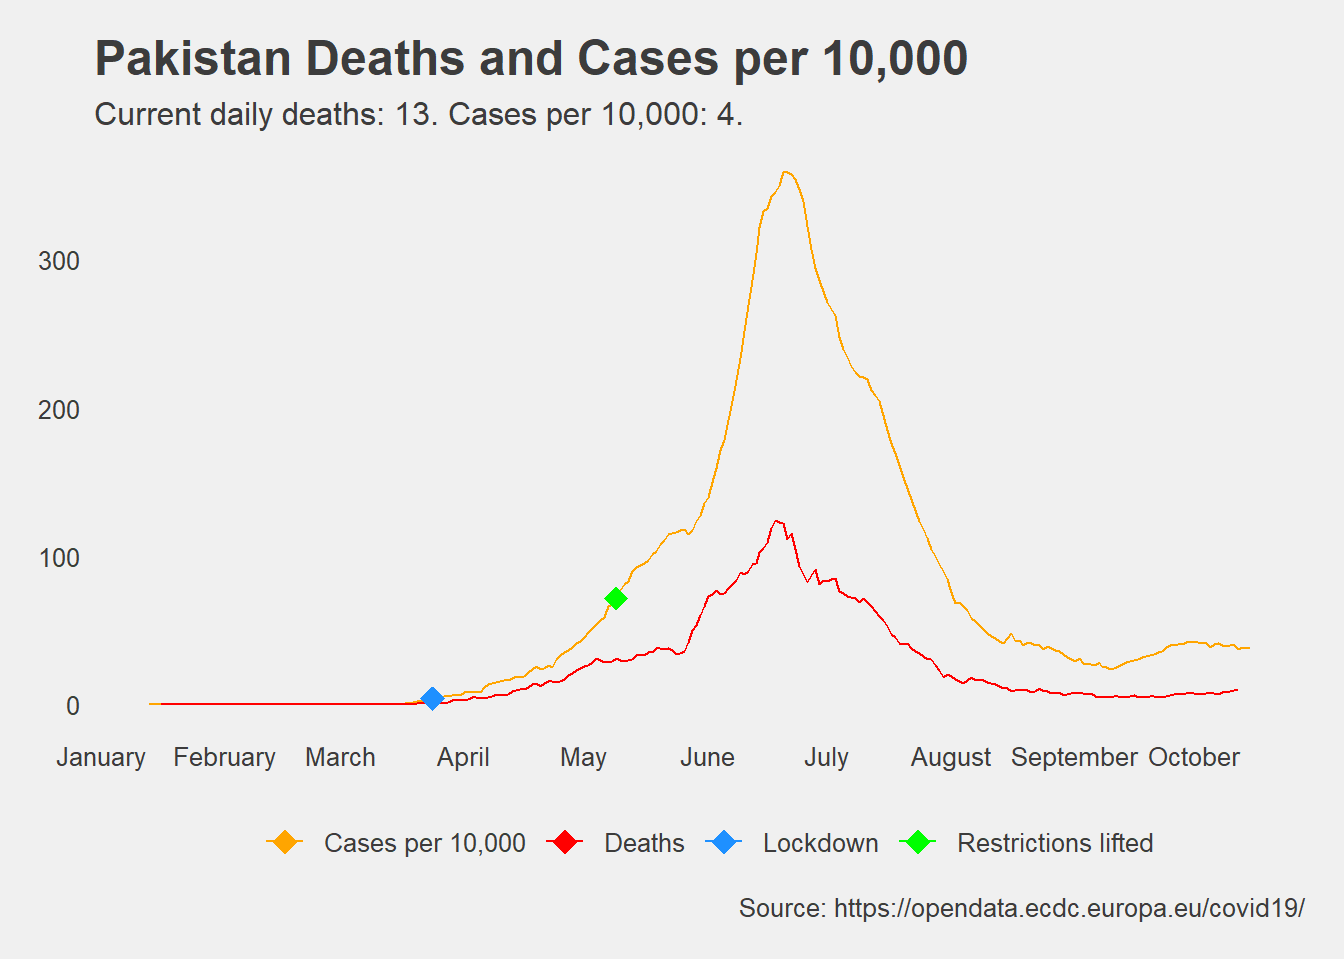 Pakistan Deaths and Cases per 10,000
Current daily deaths: 13. Cases per 10,000: 4.
300
200
100
0
January February March April May June July August September October
Cases per 10,000 Deaths Lockdown Restrictions lifted
Source: https://opendata.ecdc.europa.eu/covid19/